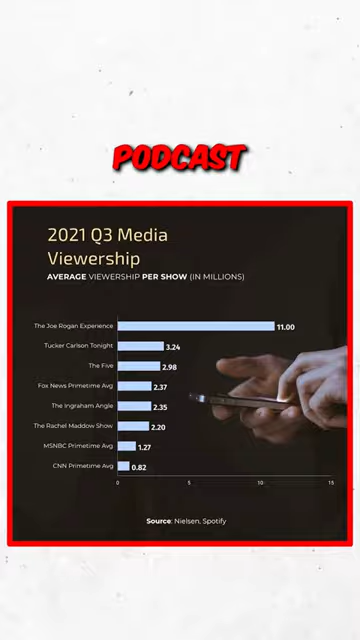 PODCAST
2021 Q3 Media
Viewership
AVERAGE VIEWERSHIP PER SHOW (IN MILLIONS)
The Joe Rogan Experience 11.00
Tucker Carlson Tonight 3.24
The Five 2.98
Fox News Primetime Avg 2.37
The Ingraham Angle 2.35
The Rachel Maddow Show 2.20
MSNBC Primetime Avg 1.27
CNN Primetime Avg 0.82
0 5 10 15
Source: Nielsen, Spotify